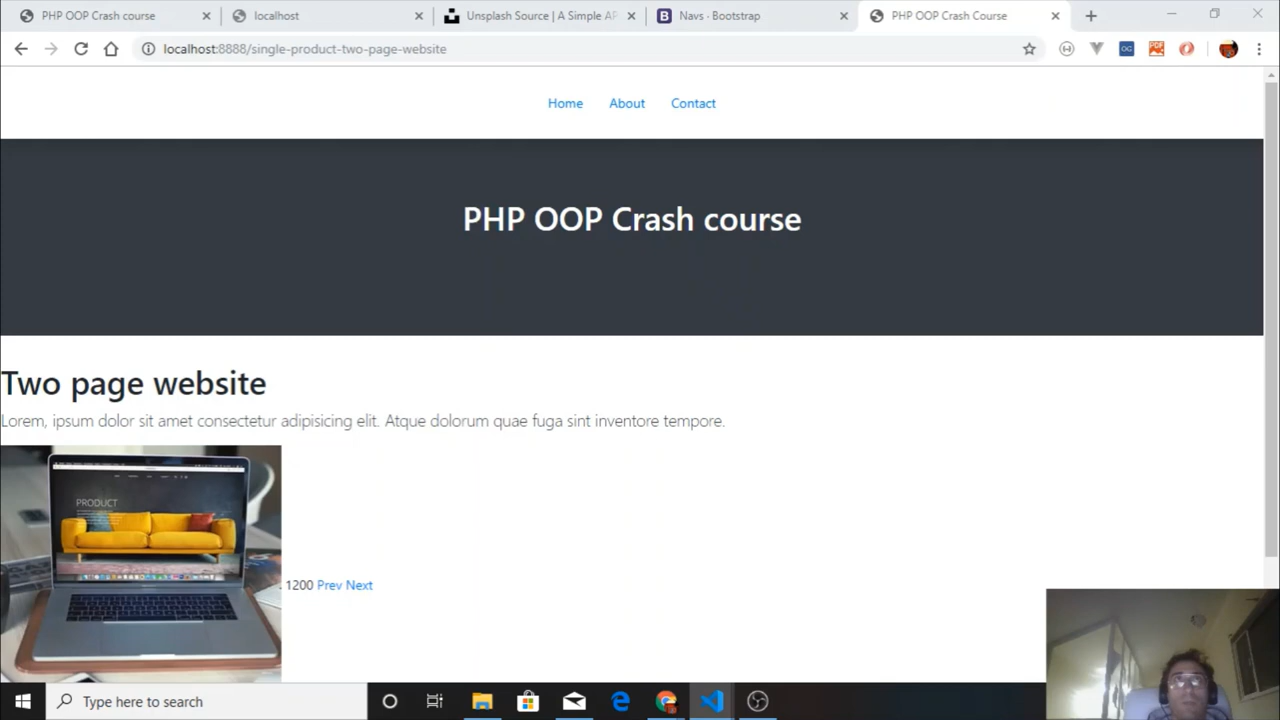 PHP OOP Crash course
localhost
Unsplash Source | A Simple AP
Navs · Bootstrap
PHP OOP Crash Course
localhost:8888/single-product-two-page-website
Home About Contact
PHP OOP Crash course
Two page website
Lorem, ipsum dolor sit amet consectetur adipisicing elit. Atque dolorum quae fuga sint inventore tempore.
PRODUCT
1200 Prev Next
Type here to search